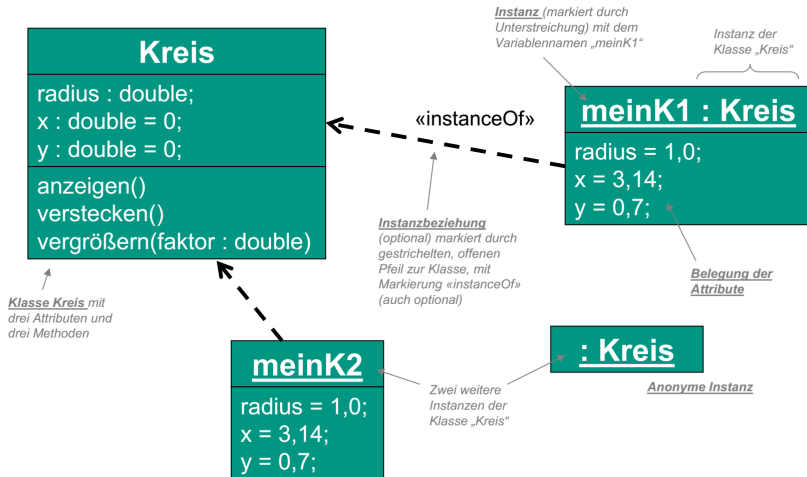 Kreis
radius : double;
x : double = 0;
y : double = 0;
anzeigen()
verstecken()
vergrößern(faktor : double)
Klasse Kreis mit
drei Attributen und
drei Methoden
«instanceOf»
Instanz (markiert durch
Unterstreichung) mit dem
Variablennamen „meinK1“
Instanz der
Klasse „Kreis“
meinK1 : Kreis
radius = 1,0;
x = 3,14;
y = 0,7;
Instanzbeziehung
(optional) markiert durch
gestrichelten, offenen
Pfeil zur Klasse, mit
Markierung «instanceOf»
(auch optional)
Belegung der
Attribute
meinK2
radius = 1,0;
x = 3,14;
y = 0,7;
Zwei weitere
Instanzen der
Klasse „Kreis“
: Kreis
Anonyme Instanz